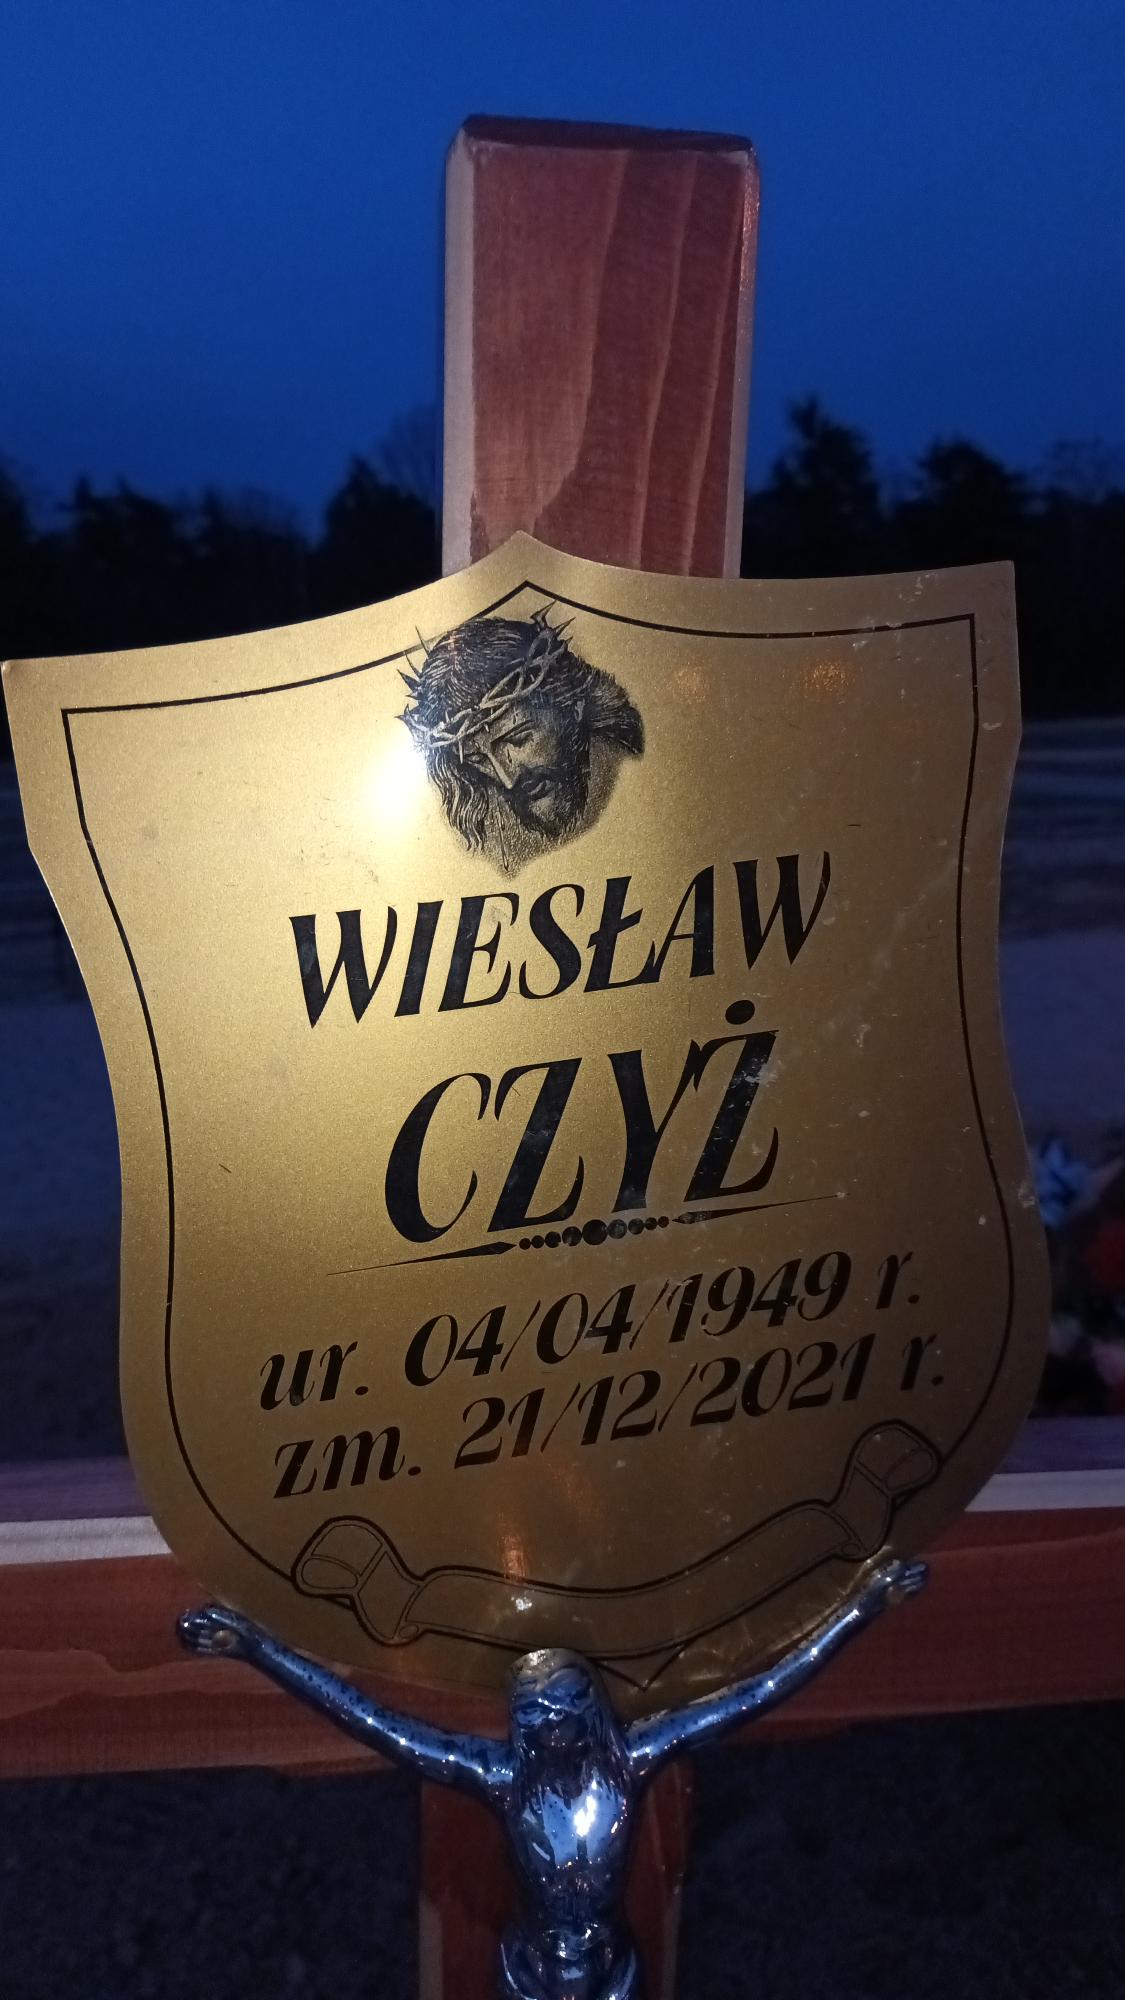 WIESŁAW
CZYŻ
ur. 04/04/1949 r.
zm. 21/12/2021 r.